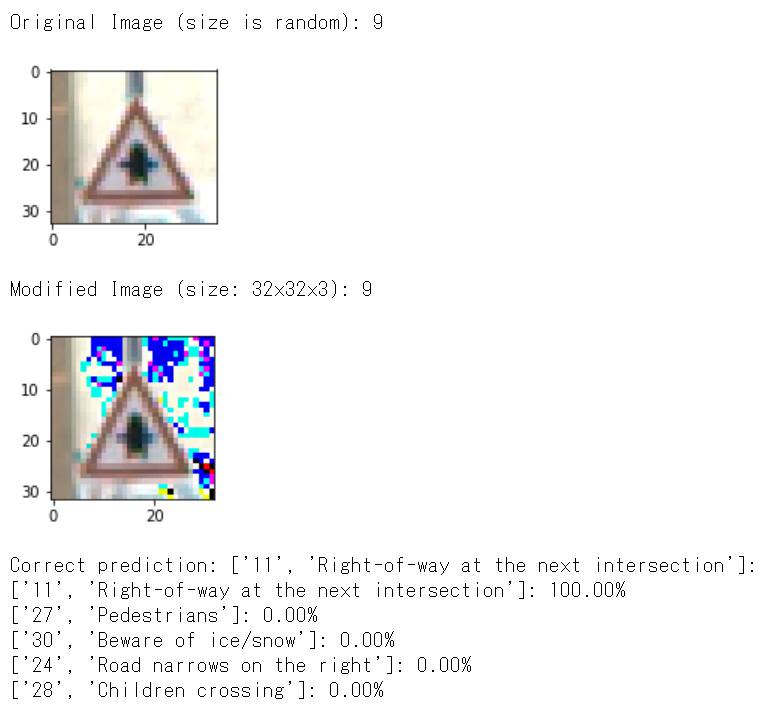 Original Image (size is random): 9
0
10
20
30
0 20
Modified Image (size: 32x32x3): 9
0
10
20
30
0 20
Correct prediction: ['11', 'Right-of-way at the next intersection']:
['11', 'Right-of-way at the next intersection']: 100.00%
['27', 'Pedestrians']: 0.00%
['30', 'Beware of ice/snow']: 0.00%
['24', 'Road narrows on the right']: 0.00%
['28', 'Children crossing']: 0.00%